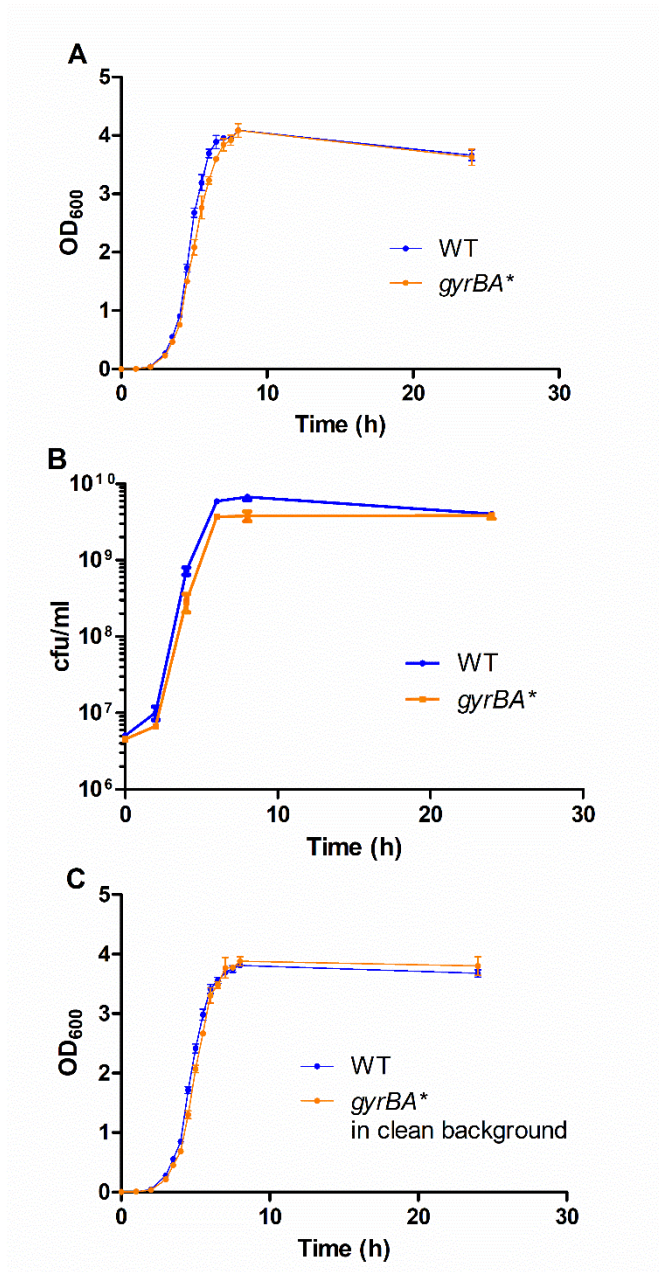 A
5
4
3
2
1
0
OD600
WT
gyrBA*
0 10 20 30
Time (h)
B
10^10
10^9
10^8
10^7
10^6
cfu/ml
WT
gyrBA*
0 10 20 30
Time (h)
C
5
4
3
2
1
0
OD600
WT
gyrBA*
in clean background
0 10 20 30
Time (h)